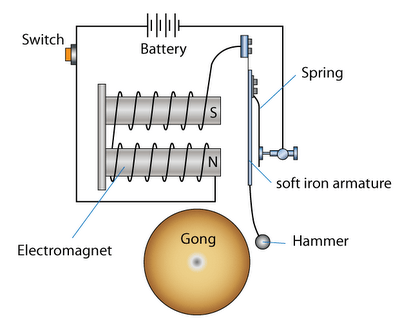 Switch
Battery
Spring
S
N
soft iron armature
Gong
Hammer
Electromagnet